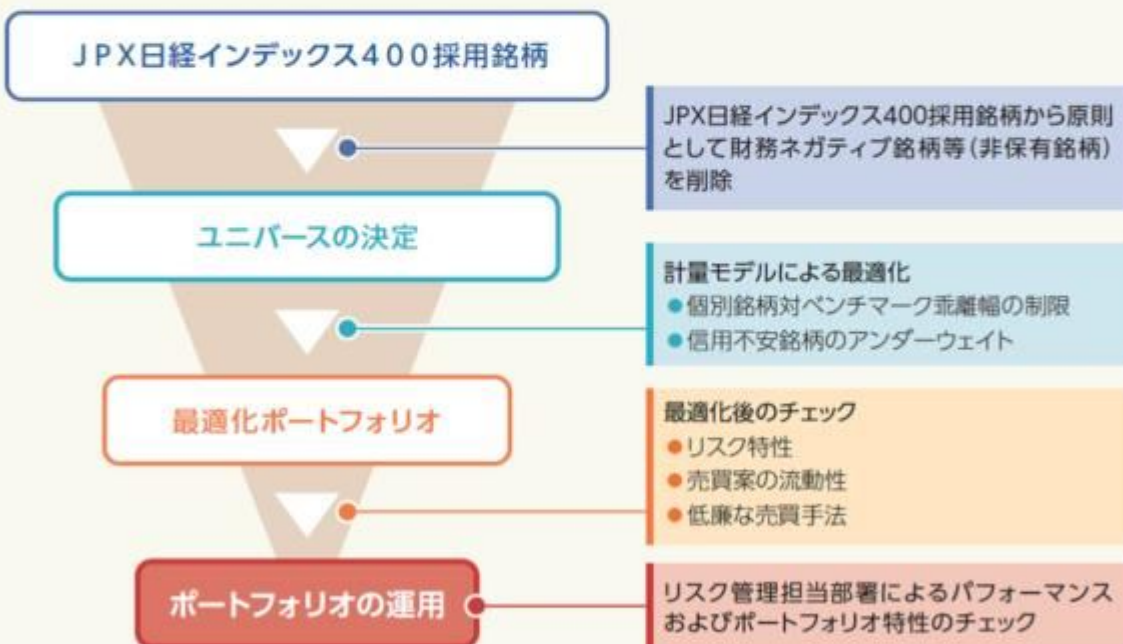 JPX日経インデックス400採用銘柄
JPX日経インデックス400採用銘柄から原則
として財務ネガティブ銘柄等(非保有銘柄)
を削除
ユニバースの決定
計量モデルによる最適化
●個別銘柄対ベンチマーク乖離幅の制限
●信用不安銘柄のアンダーウェイト
最適化ポートフォリオ
最適化後のチェック
●リスク特性
●売買案の流動性
●低廉な売買手法
ポートフォリオの運用
リスク管理担当部署によるパフォーマンス
およびポートフォリオ特性のチェック